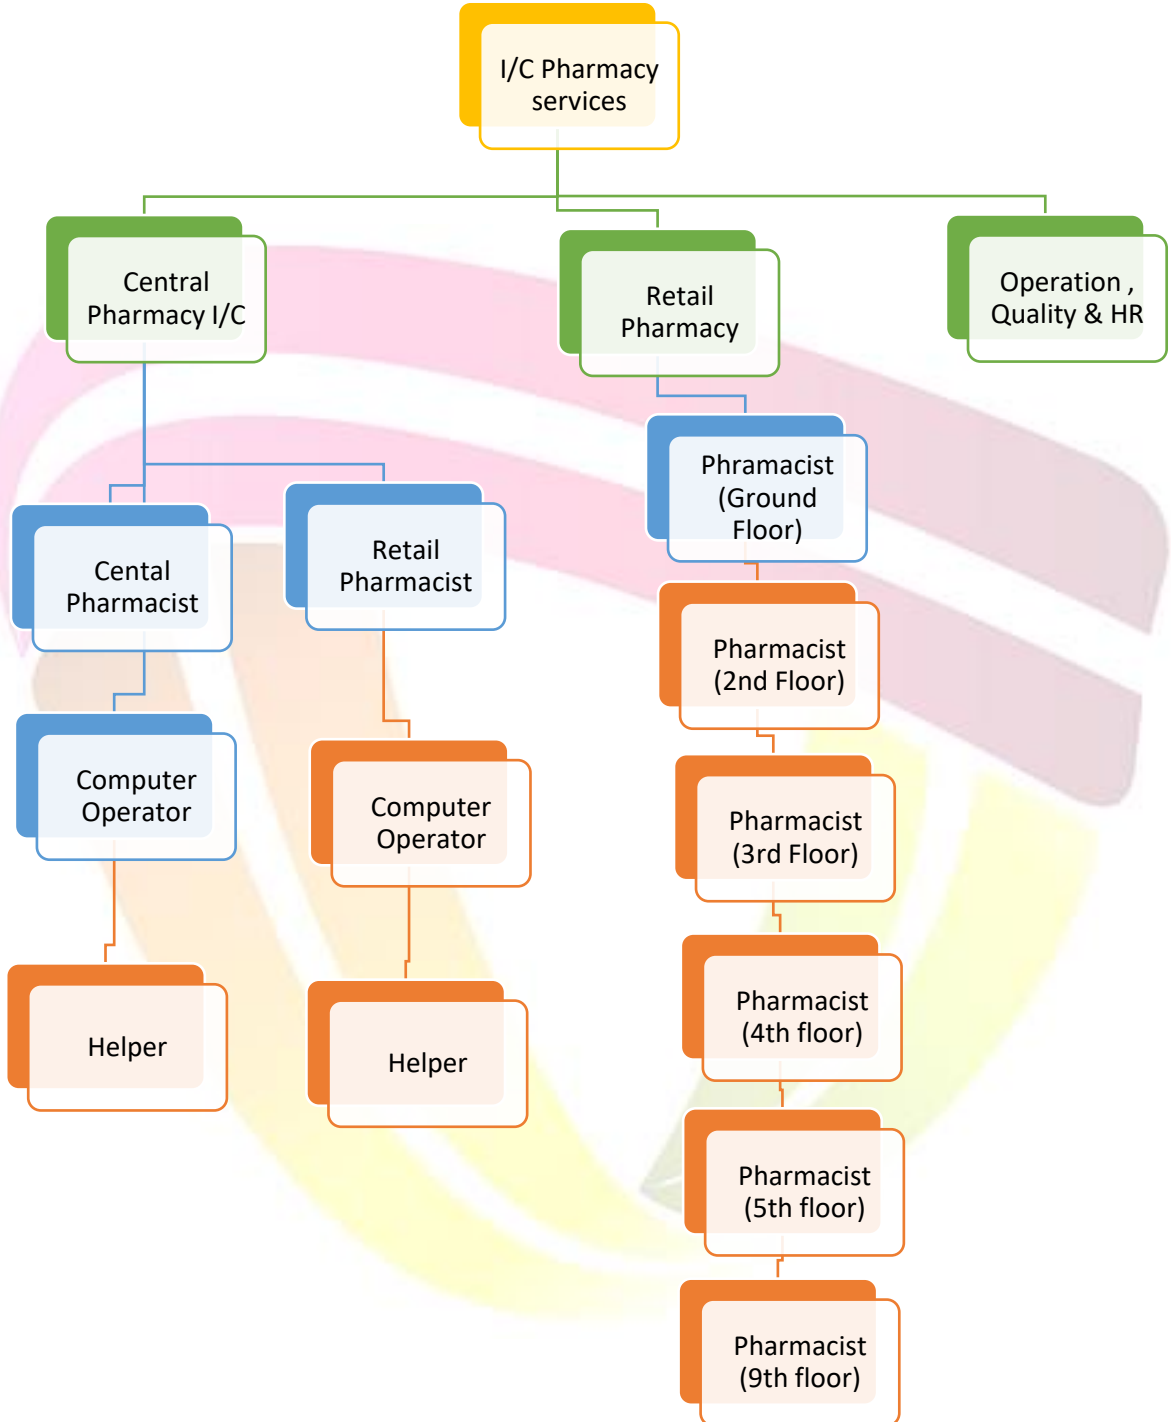 I/C Pharmacy
services
Central
Pharmacy I/C
Retail
Pharmacy
Operation ,
Quality & HR
Cental
Pharmacist
Retail
Pharmacist
Phramacist
(Ground
Floor)
Computer
Operator
Computer
Operator
Pharmacist
(2nd Floor)
Pharmacist
(3rd Floor)
Helper
Helper
Pharmacist
(4th floor)
Pharmacist
(5th floor)
Pharmacist
(9th floor)